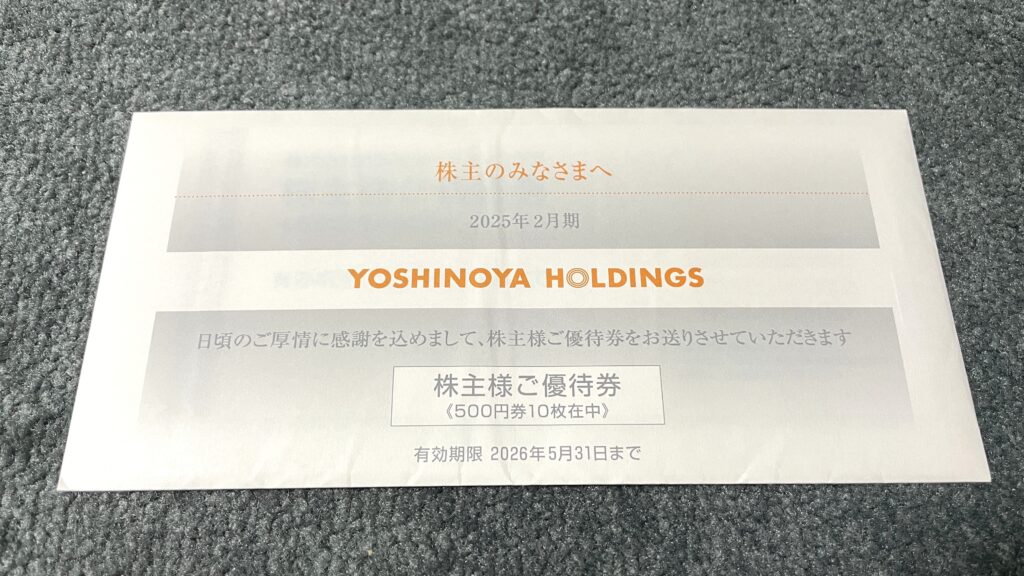 株主のみなさまへ
2025年2月期
YOSHINOYA HOLDINGS
日頃のご厚情に感謝を込めまして、株主様ご優待券をお送りさせていただきます
株主様ご優待券
《500円券10枚在中》
有効期限 2026年5月31日まで